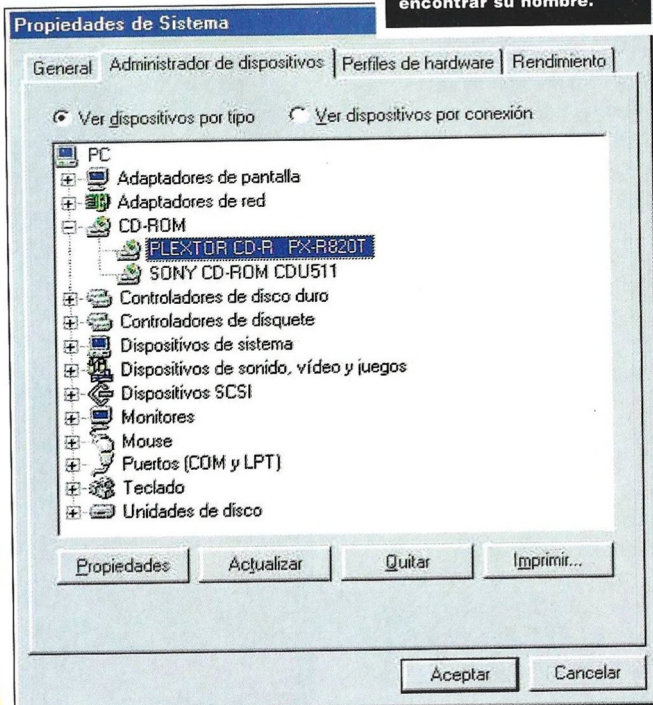 encontrar su nombre.
Propiedades de Sistema
General Administrador de dispositivos Perfiles de hardware Rendimiento
Ver dispositivos por tipo Ver dispositivos por conexión
PC
Adaptadores de pantalla
Adaptadores de red
CD-ROM
PLEXTOR CD-R PX-R820T
SONY CD-ROM CDU511
Controladores de disco duro
Controladores de disquete
Dispositivos de sistema
Dispositivos de sonido, vídeo y juegos
Dispositivos SCSI
Monitores
Mouse
Puertos (COM y LPT)
Teclado
Unidades de disco
Propiedades Actualizar Quitar Imprimir...
Aceptar Cancelar